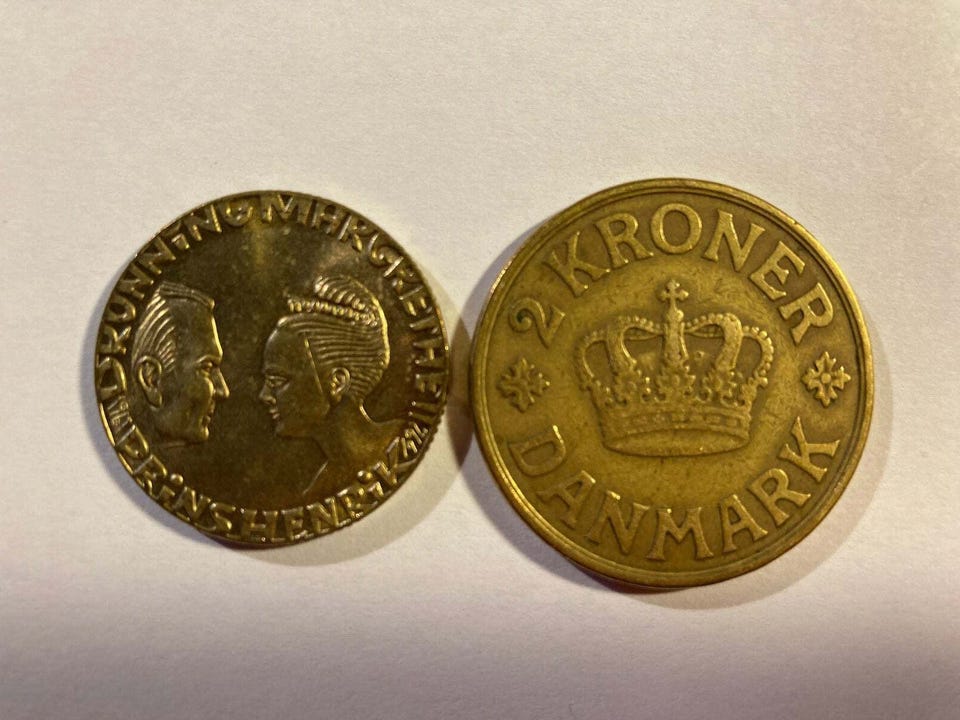 DRONNING MARGRETHE II
PRINS HENRIK
2 KRONER
DANMARK